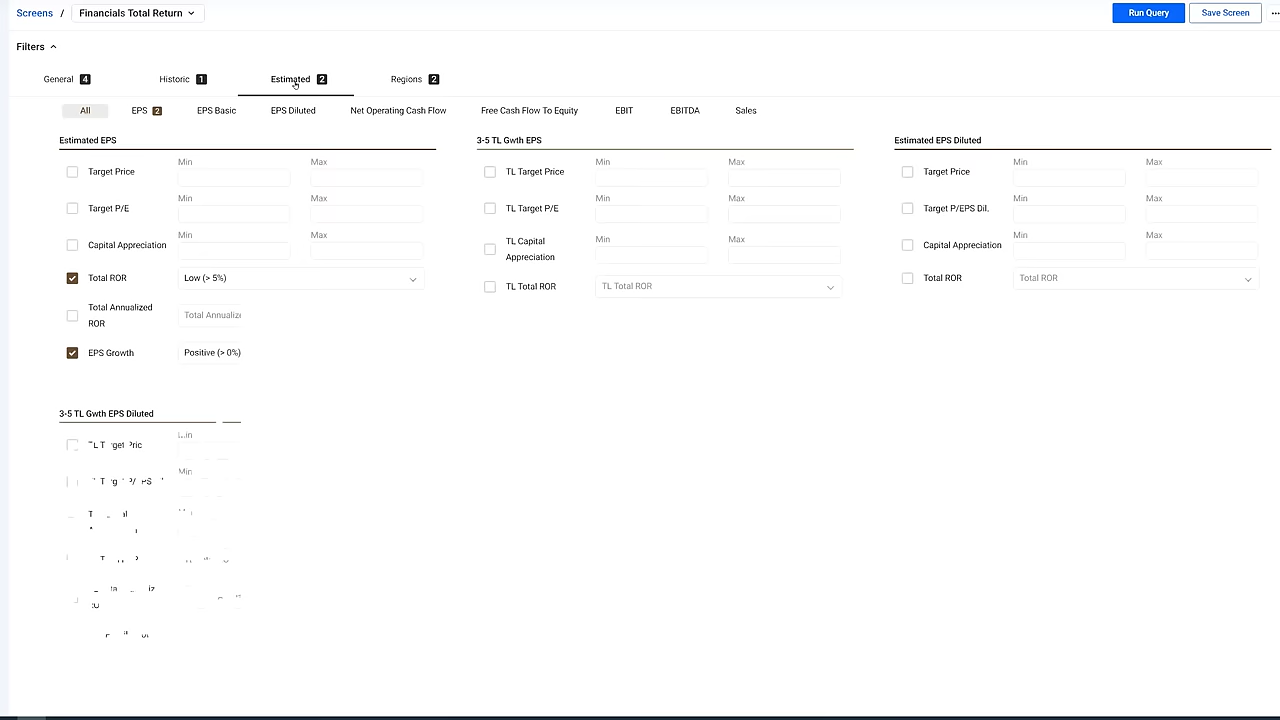 Screens / Financials Total Return
Run Query
Save Screen
Filters
General 4
Historic 1
Estimated 2
Regions 2
All
EPS 2
EPS Basic
EPS Diluted
Net Operating Cash Flow
Free Cash Flow To Equity
EBIT
EBITDA
Sales
Estimated EPS
Min
Max
Target Price
Min
Max
Target P/E
Min
Max
Capital Appreciation
Total ROR
Low (> 5%)
Total Annualized
ROR
EPS Growth
Positive (> 0%)
3-5 TL Gwth EPS
Min
Max
TL Target Price
Min
Max
TL Target P/E
Min
Max
TL Capital
Appreciation
TL Total ROR
TL Total ROR
Estimated EPS Diluted
Min
Max
Target Price
Min
Max
Target P/EPS Dil.
Min
Max
Capital Appreciation
Total ROR
Total ROR
3-5 TL Gwth EPS Diluted
Min